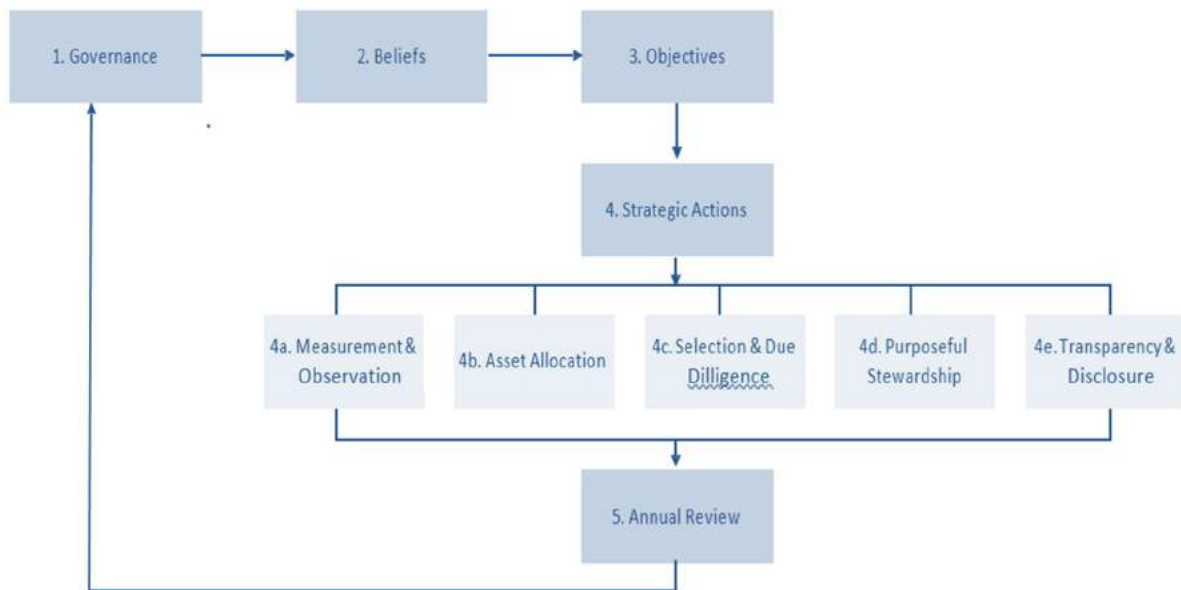 1. Governance
2. Beliefs
3. Objectives
4. Strategic Actions
4a. Measurement &
Observation
4b. Asset Allocation
4c. Selection & Due
Dilligence
4d. Purposeful
Stewardship
4e. Transparency &
Disclosure
5. Annual Review